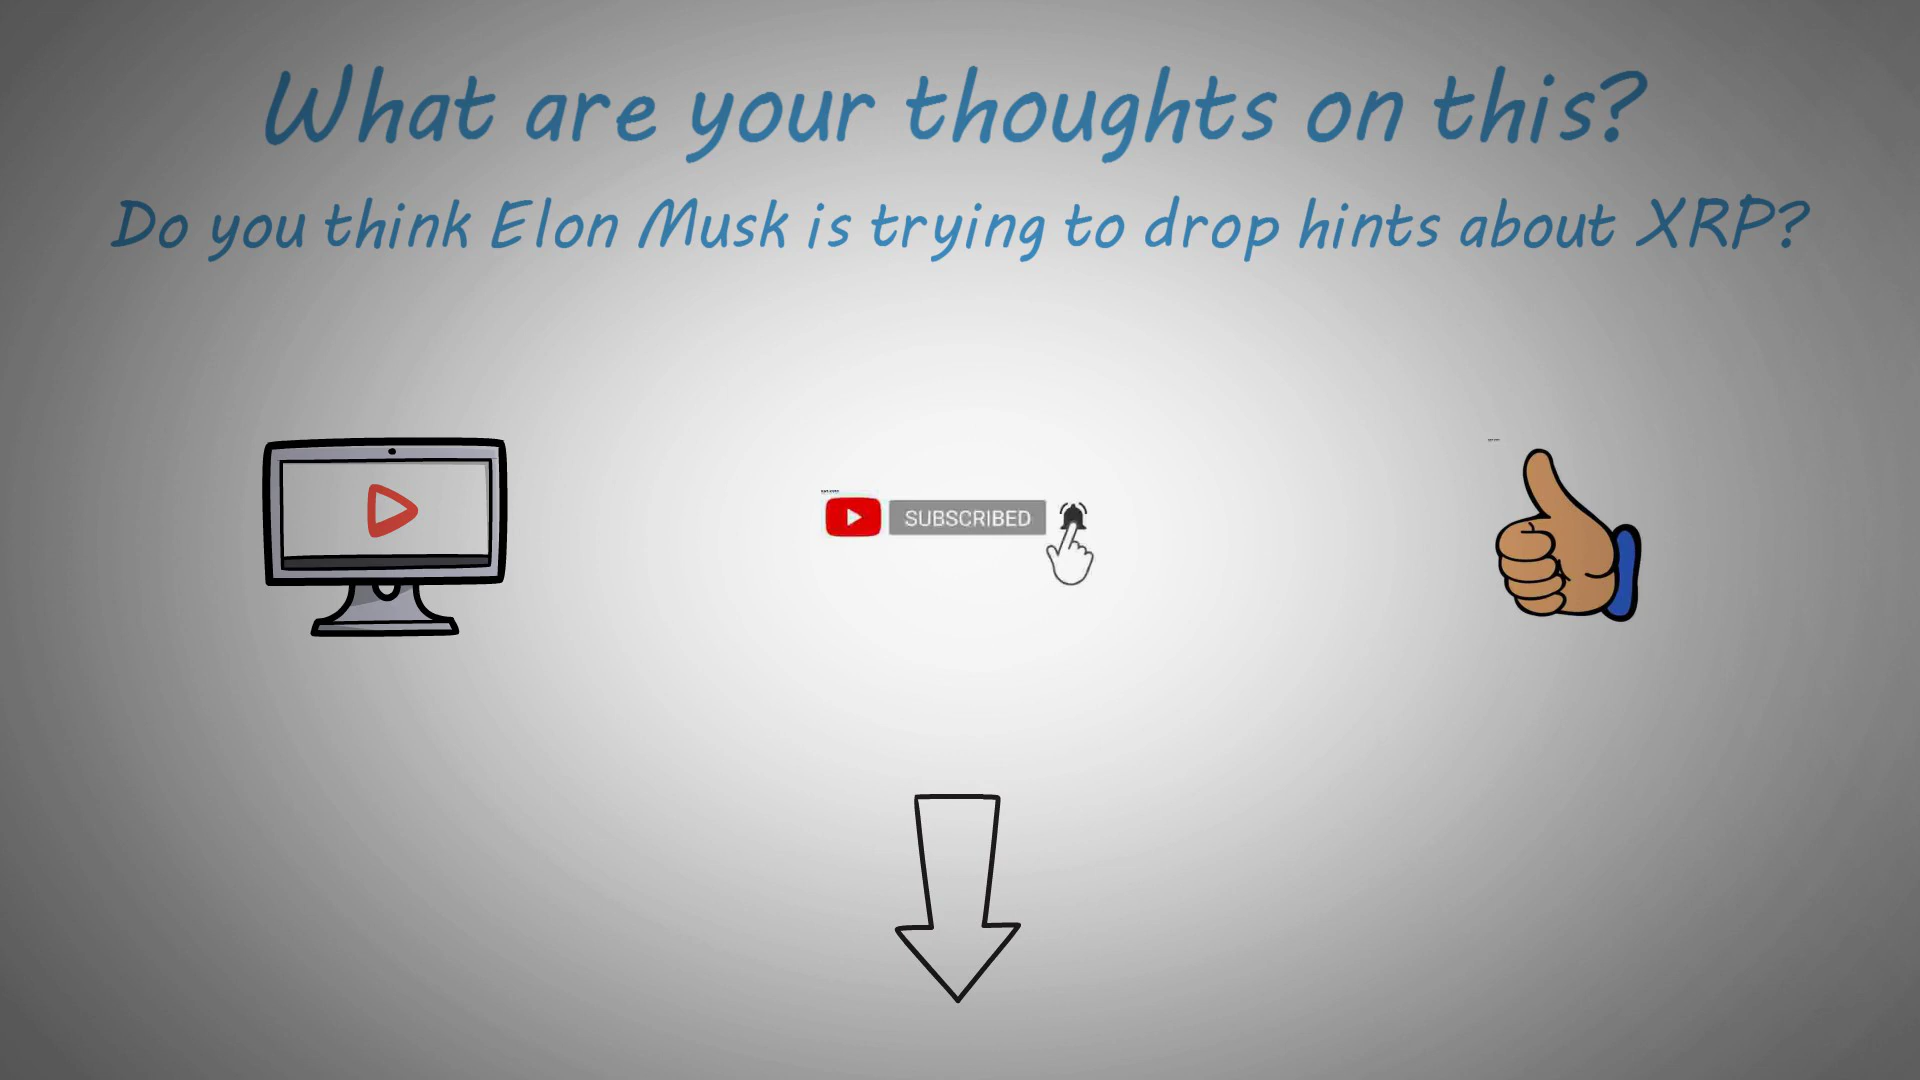 What are your thoughts on this?
Do you think Elon Musk is trying to drop hints about XRP?
SUBSCRIBED